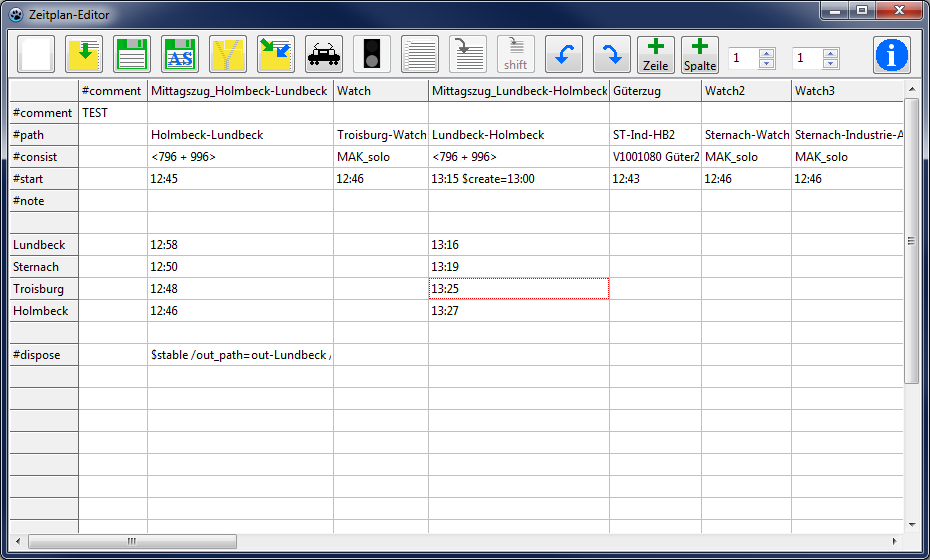 Zeitplan-Editor
AS
shift
Zeile
Spalte
1
1
#comment Mittagszug_Holmbeck-Lundbeck Watch Mittagszug_Lundbeck-Holmbeck Güterzug Watch2 Watch3
#comment TEST
#path Holmbeck-Lundbeck Troisburg-Watch Lundbeck-Holmbeck ST-Ind-HB2 Sternach-Watch Sternach-Industrie-A
#consist <796 + 996> MAK_solo <796 + 996> V1001080 Güter2 MAK_solo MAK_solo
#start 12:45 12:46 13:15 $create=13:00 12:43 12:46 12:46
#note
Lundbeck 12:58 13:16
Sternach 12:50 13:19
Troisburg 12:48 13:25
Holmbeck 12:46 13:27
#dispose $stable /out_path=out-Lundbeck /